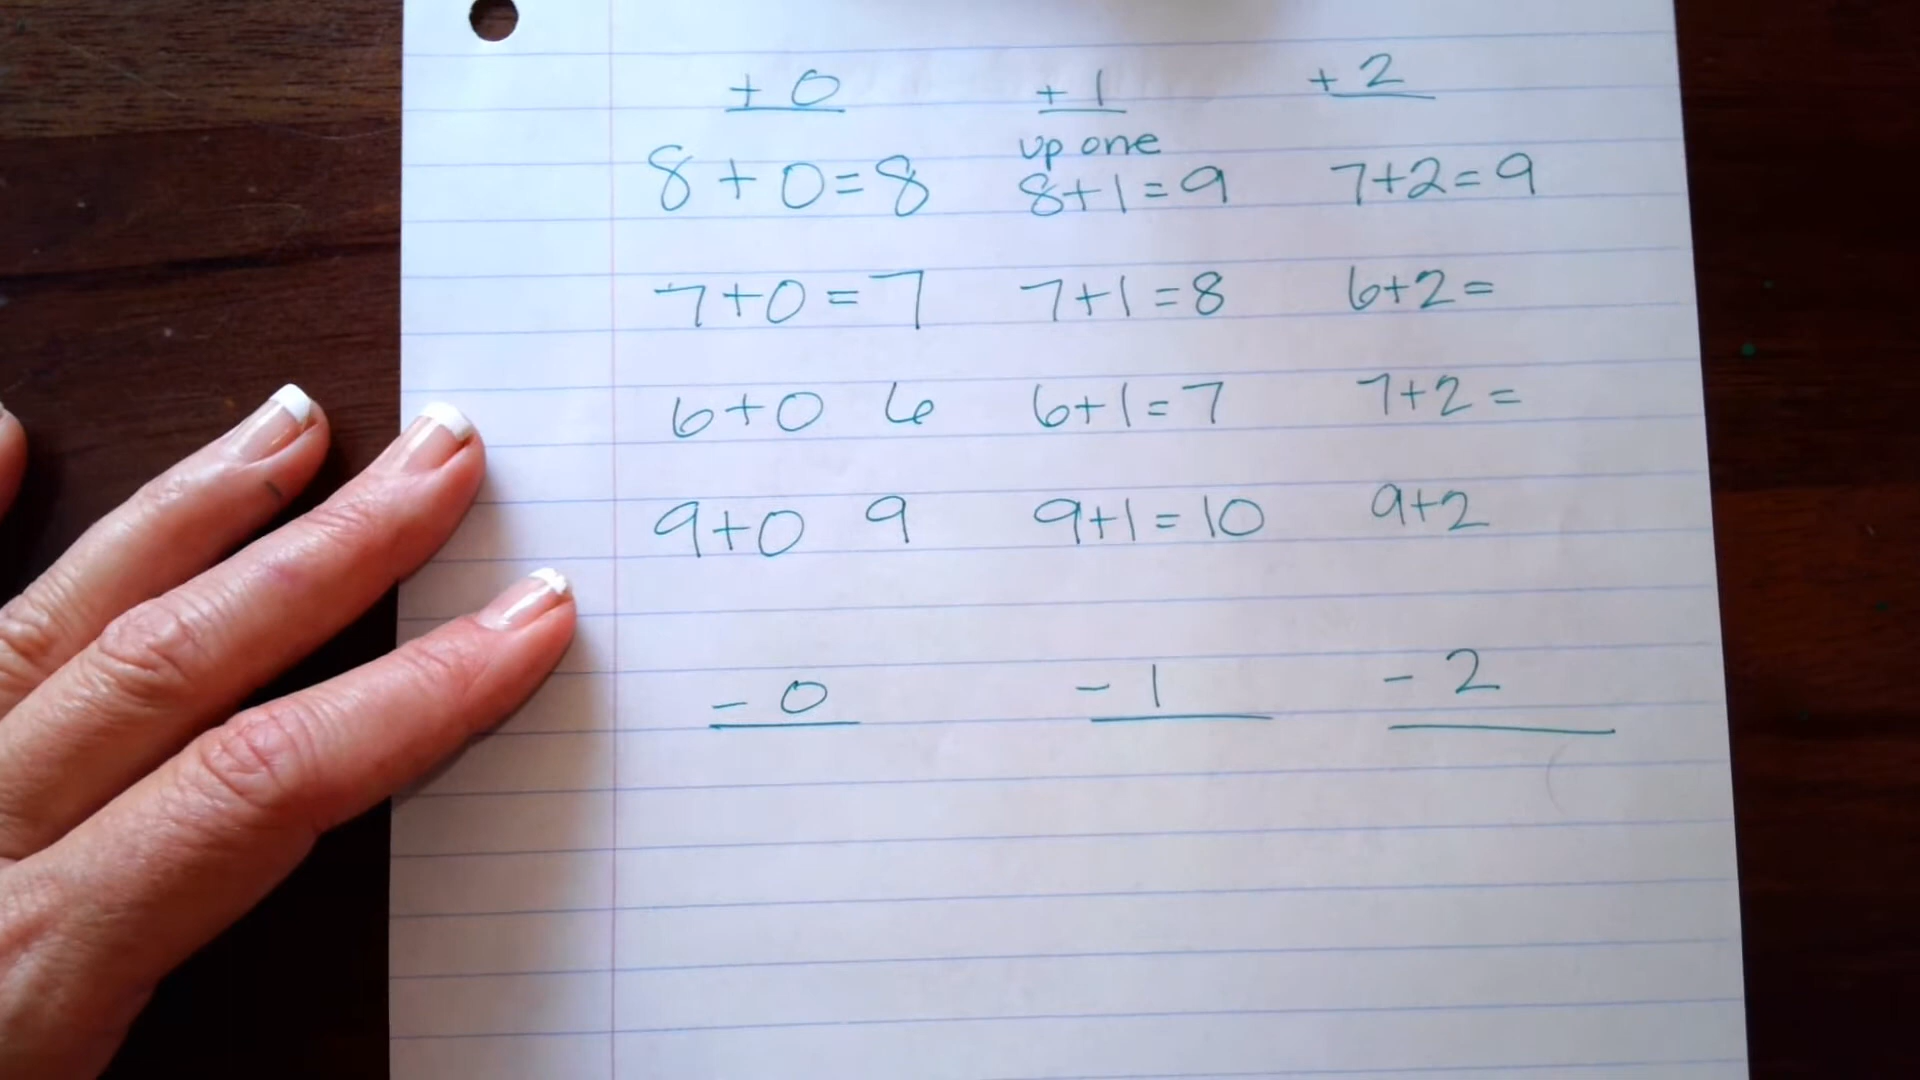 + 0 + 1 + 2
up one
8 + 0 = 8 8+1=9 7+2=9
7+0=7 7+1=8 6+2=
6+0 6 6+1=7 7+2=
9+0 9 9+1=10 9+2
- 0 - 1 - 2